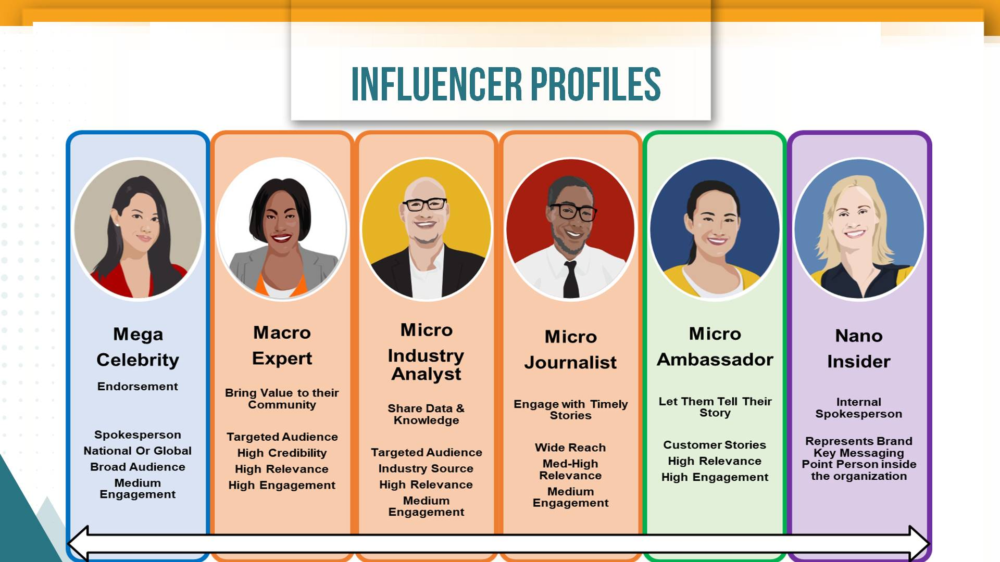 INFLUENCER PROFILES
Mega
Celebrity
Endorsement
Spokesperson
National Or Global
Broad Audience
Medium
Engagement
Macro
Expert
Bring Value to their
Community
Targeted Audience
High Credibility
High Relevance
High Engagement
Micro
Industry
Analyst
Share Data &
Knowledge
Targeted Audience
Industry Source
High Relevance
Medium
Engagement
Micro
Journalist
Engage with Timely
Stories
Wide Reach
Med-High
Relevance
Medium
Engagement
Micro
Ambassador
Let Them Tell Their
Story
Customer Stories
High Relevance
High Engagement
Nano
Insider
Internal
Spokesperson
Represents Brand
Key Messaging
Point Person inside
the organization